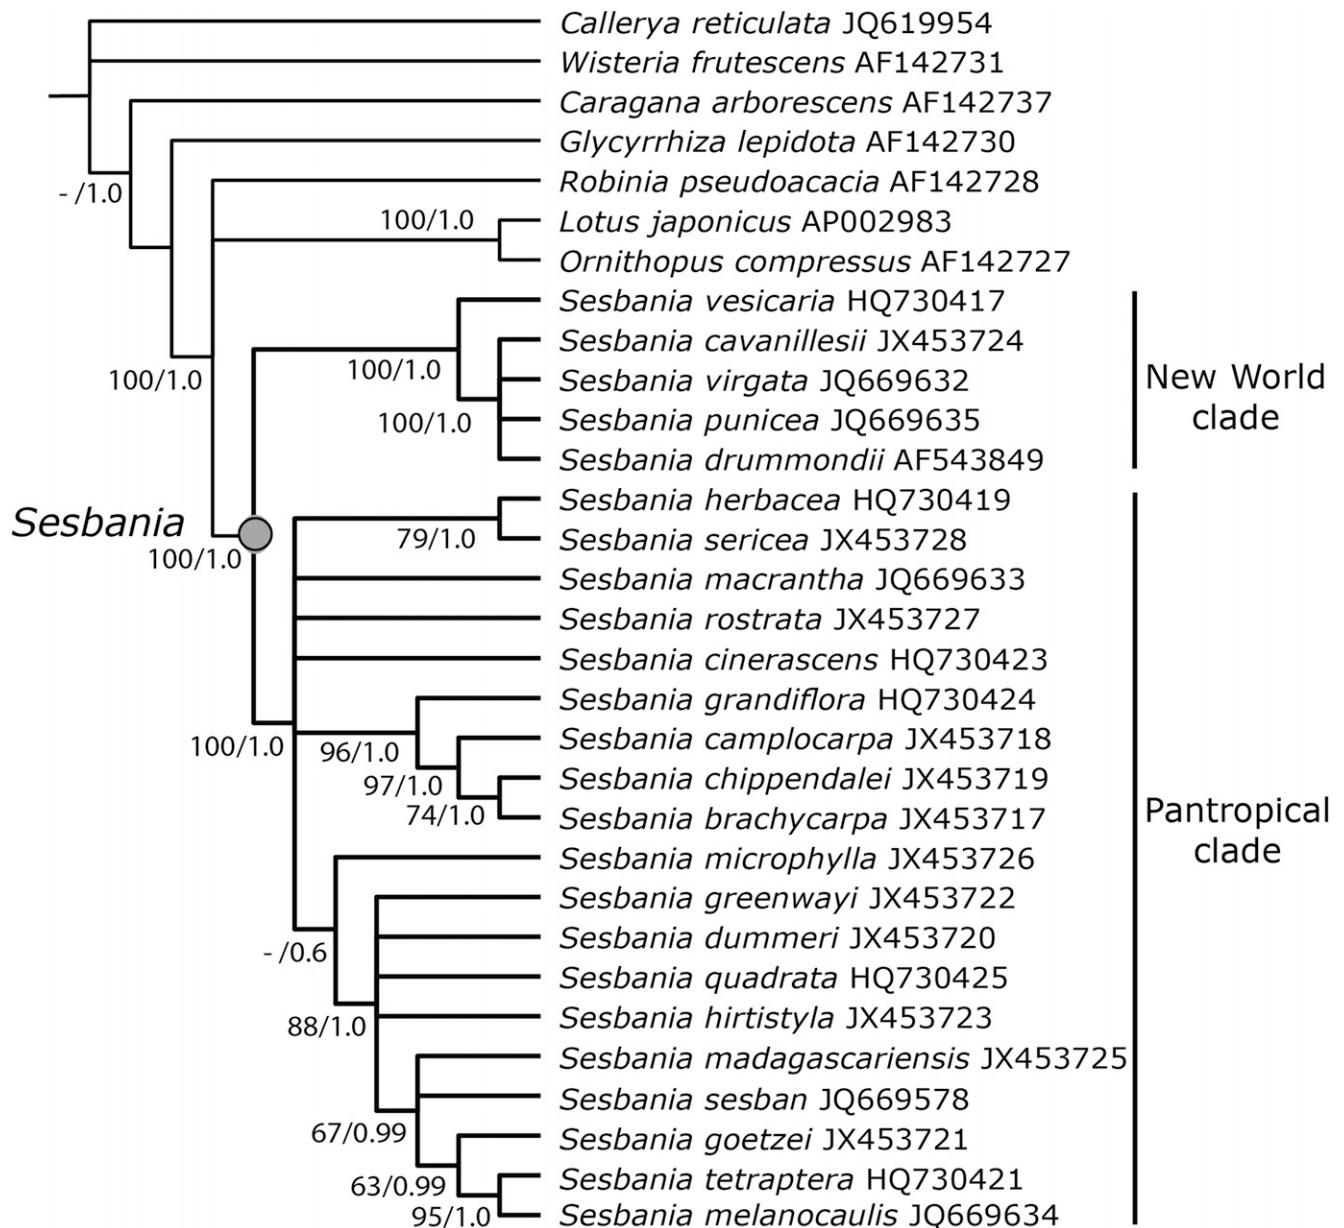 Callerya reticulata JQ619954
Wisteria frutescens AF142731
Caragana arborescens AF142737
Glycyrrhiza lepidota AF142730
- /1.0
Robinia pseudoacacia AF142728
100/1.0
Lotus japonicus AP002983
Ornithopus compressus AF142727
Sesbania vesicaria HQ730417
Sesbania cavanillesii JX453724
100/1.0
100/1.0
Sesbania virgata JQ669632
Sesbania punicea JQ669635
100/1.0
Sesbania drummondii AF543849
New World
clade
Sesbania herbacea HQ730419
Sesbania
79/1.0
Sesbania sericea JX453728
100/1.0
Sesbania macrantha JQ669633
Sesbania rostrata JX453727
Sesbania cinerascens HQ730423
Sesbania grandiflora HQ730424
100/1.0
96/1.0
Sesbania camplocarpa JX453718
97/1.0
Sesbania chippendalei JX453719
74/1.0
Sesbania brachycarpa JX453717
Pantropical
clade
Sesbania microphylla JX453726
Sesbania greenwayi JX453722
Sesbania dummeri JX453720
- /0.6
Sesbania quadrata HQ730425
88/1.0
Sesbania hirtistyla JX453723
Sesbania madagascariensis JX453725
Sesbania sesban JQ669578
67/0.99
Sesbania goetzei JX453721
Sesbania tetraptera HQ730421
63/0.99
95/1.0
Sesbania melanocaulis JQ669634